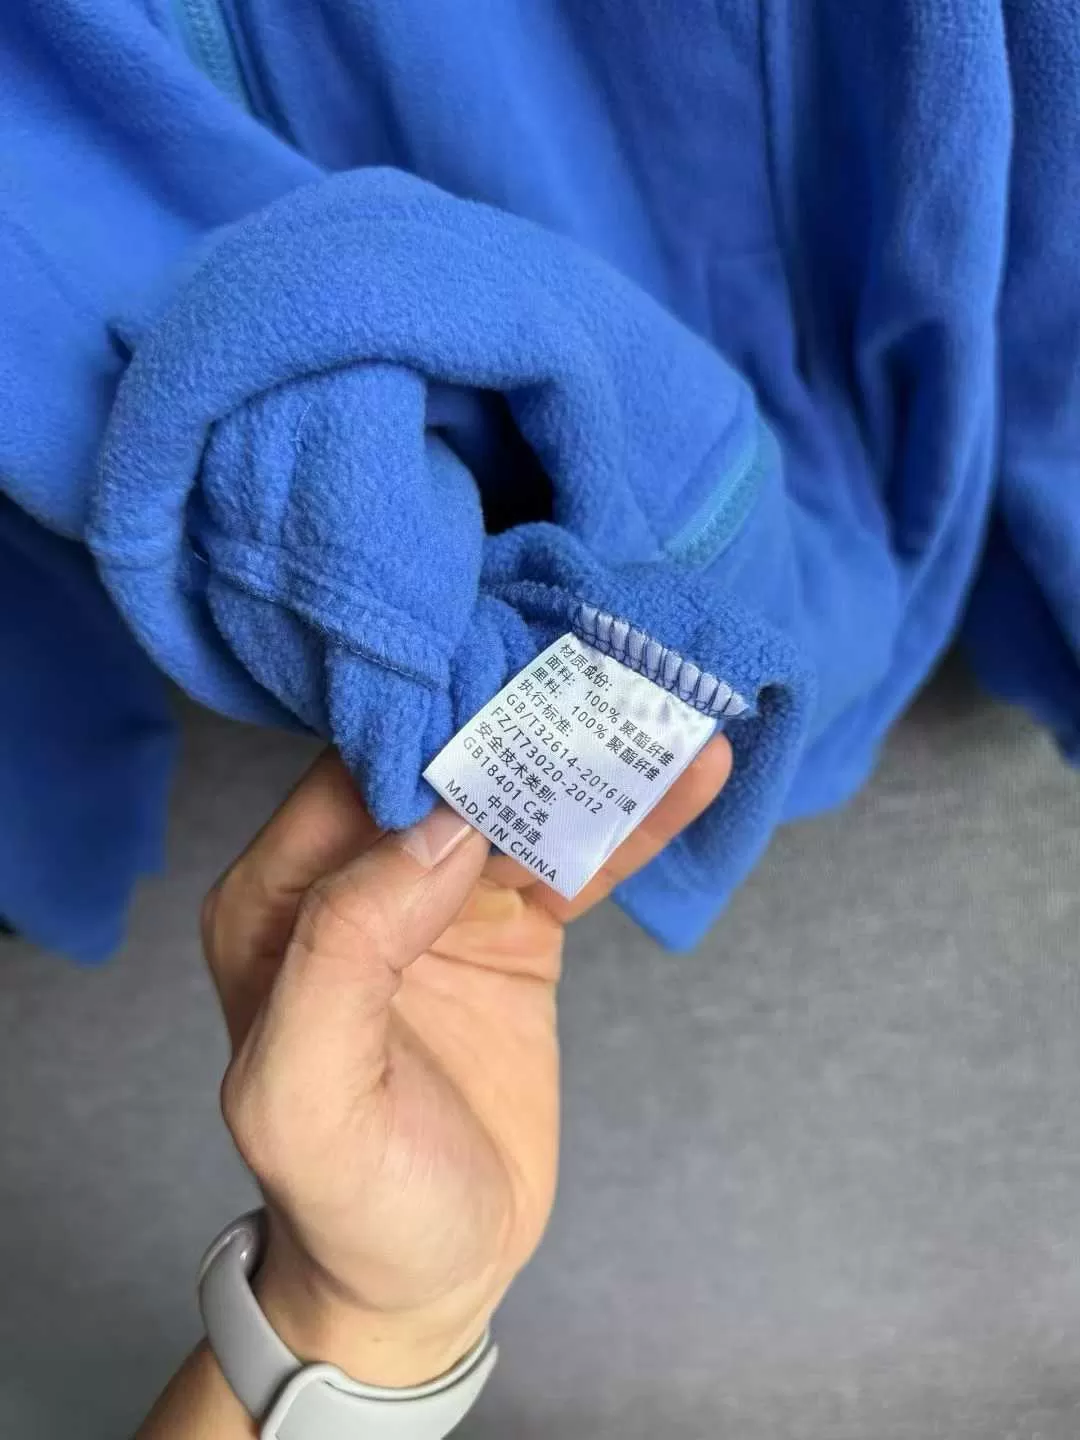 材质成份:
面料: 100% 聚酯纤维
里料: 100% 聚酯纤维
执行标准:
GB/T32614-2016 II级
FZ/T73020-2012
安全技术类别:
GB18401 C类
中国制造
MADE IN CHINA